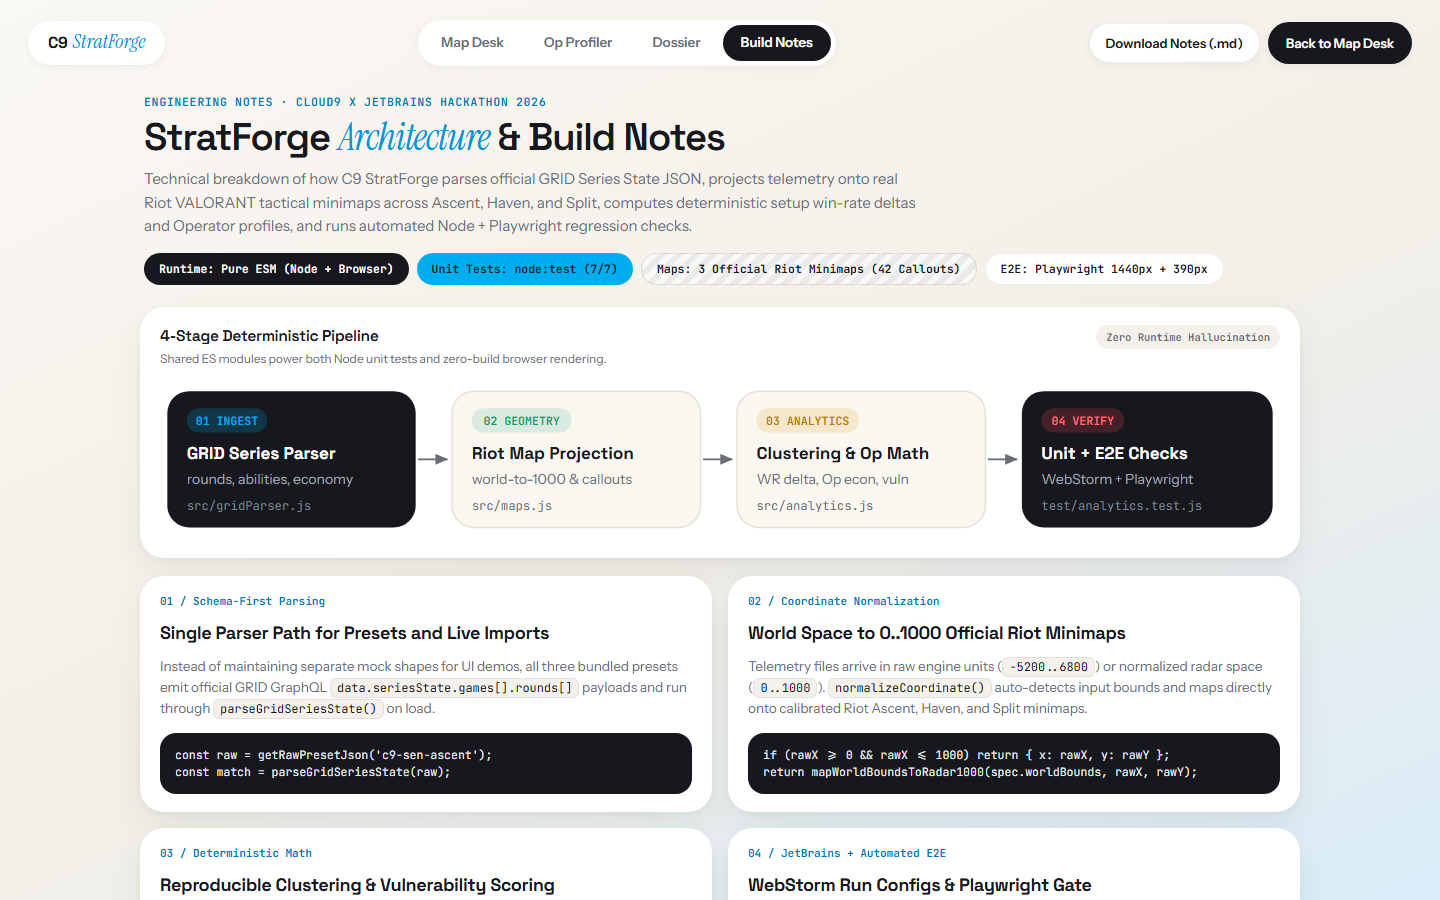 C9 StratForge
Map Desk
Op Profiler
Dossier
Build Notes
Download Notes (.md)
Back to Map Desk
ENGINEERING NOTES · CLOUD9 X JETBRAINS HACKATHON 2026
StratForge Architecture & Build Notes
Technical breakdown of how C9 StratForge parses official GRID Series State JSON, projects telemetry onto real
Riot VALORANT tactical minimaps across Ascent, Haven, and Split, computes deterministic setup win-rate deltas
and Operator profiles, and runs automated Node + Playwright regression checks.
Runtime: Pure ESM (Node + Browser)
Unit Tests: node:test (7/7)
Maps: 3 Official Riot Minimaps (42 Callouts)
E2E: Playwright 1440px + 390px
4-Stage Deterministic Pipeline
Zero Runtime Hallucination
Shared ES modules power both Node unit tests and zero-build browser rendering.
01 INGEST
GRID Series Parser
rounds, abilities, economy
src/gridParser.js
02 GEOMETRY
Riot Map Projection
world-to-1000 & callouts
src/maps.js
03 ANALYTICS
Clustering & Op Math
WR delta, Op econ, vuln
src/analytics.js
04 VERIFY
Unit + E2E Checks
WebStorm + Playwright
test/analytics.test.js
01 / Schema-First Parsing
Single Parser Path for Presets and Live Imports
Instead of maintaining separate mock shapes for UI demos, all three bundled presets
emit official GRID GraphQL data.seriesState.games[].rounds[] payloads and run
through parseGridSeriesState() on load.
const raw = getRawPresetJson('c9-sen-ascent');
const match = parseGridSeriesState(raw);
02 / Coordinate Normalization
World Space to 0..1000 Official Riot Minimaps
Telemetry files arrive in raw engine units (-5200..6800) or normalized radar space
(0..1000). normalizeCoordinate() auto-detects input bounds and maps directly
onto calibrated Riot Ascent, Haven, and Split minimaps.
if (rawX >= 0 && rawX <= 1000) return { x: rawX, y: rawY };
return mapWorldBoundsToRadar1000(spec.worldBounds, rawX, rawY);
03 / Deterministic Math
Reproducible Clustering & Vulnerability Scoring
04 / JetBrains + Automated E2E
WebStorm Run Configs & Playwright Gate